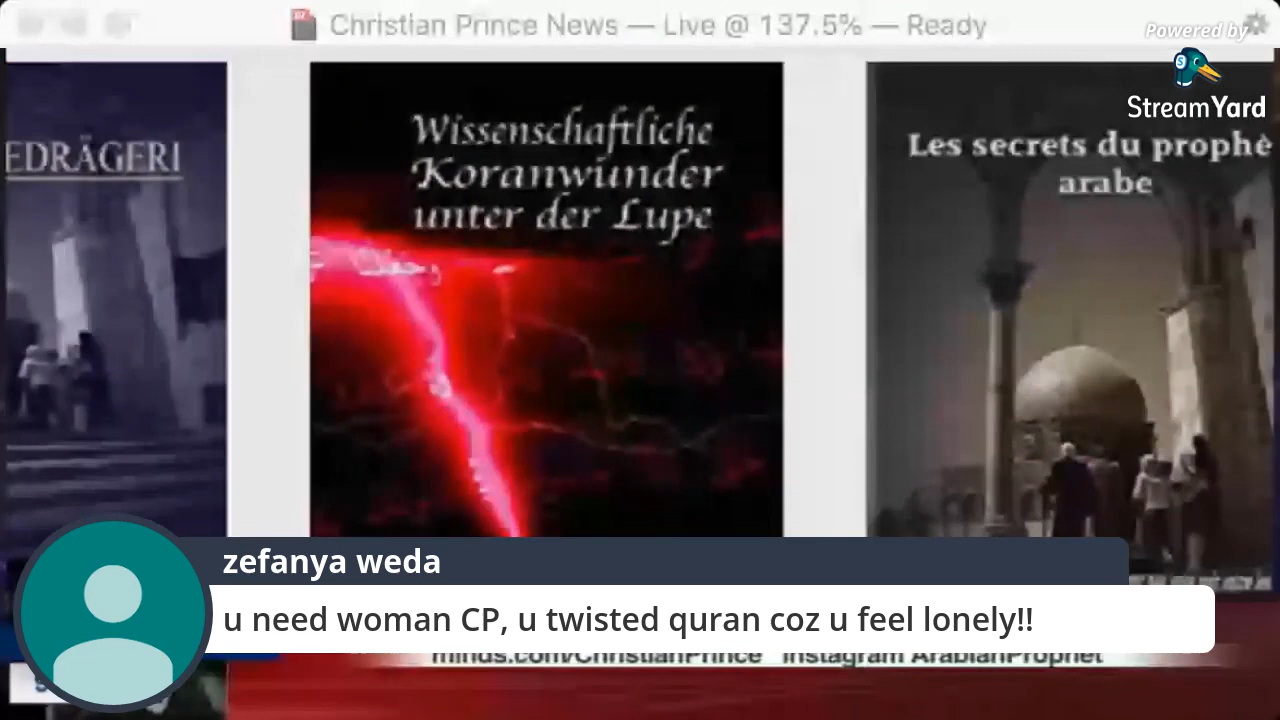 Christian Prince News — Live @ 137.5% — Ready
Powered by
StreamYard
EDRÄGERI
Wissenschaftliche
Koranwunder
unter der Lupe
Les secrets du prophè
arabe
zefanya weda
u need woman CP, u twisted quran coz u feel lonely!!
minds.com/ChristianPrince Instagram ArabianProphet